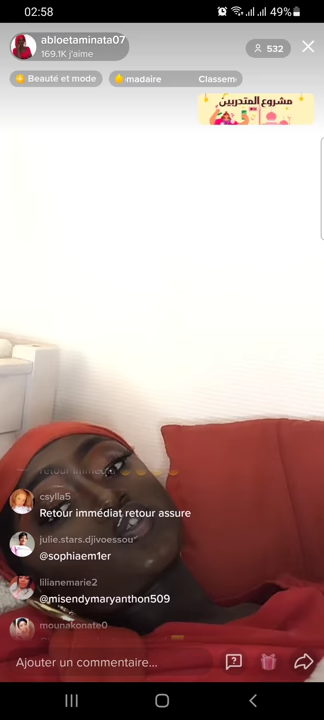 02:58
49%
abloetaminata07
169.1K j'aime
532
Beauté et mode
madaire
Classem
مشروع المتدربين
csylla5
Retour immédiat retour assure
julie.stars.djivoessou
@sophiaem1er
lilianemarie2
@misendymaryanthon509
mounakonate0
Ajouter un commentaire...